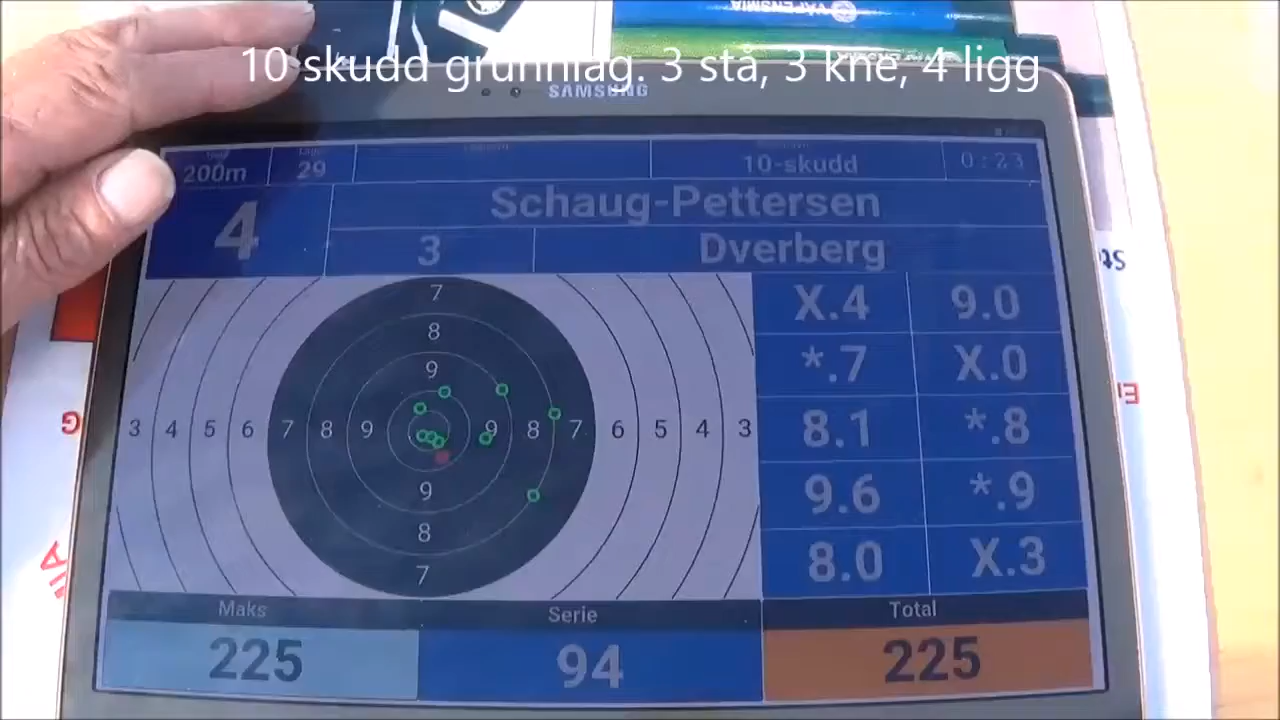 VÅPENSMIA
10 skudd grunnlag. 3 stå, 3 kne, 4 ligg
SAMSUNG
200m 29 10-skudd 0:23
4 Schaug-Pettersen
3 Dverberg
X.4 9.0
*.7 X.0
8.1 *.8
9.6 *.9
8.0 X.3
7
8
9
3 4 5 6 7 8 9 9 8 7 6 5 4 3
9
8
7
Maks Serie Total
225 94 225